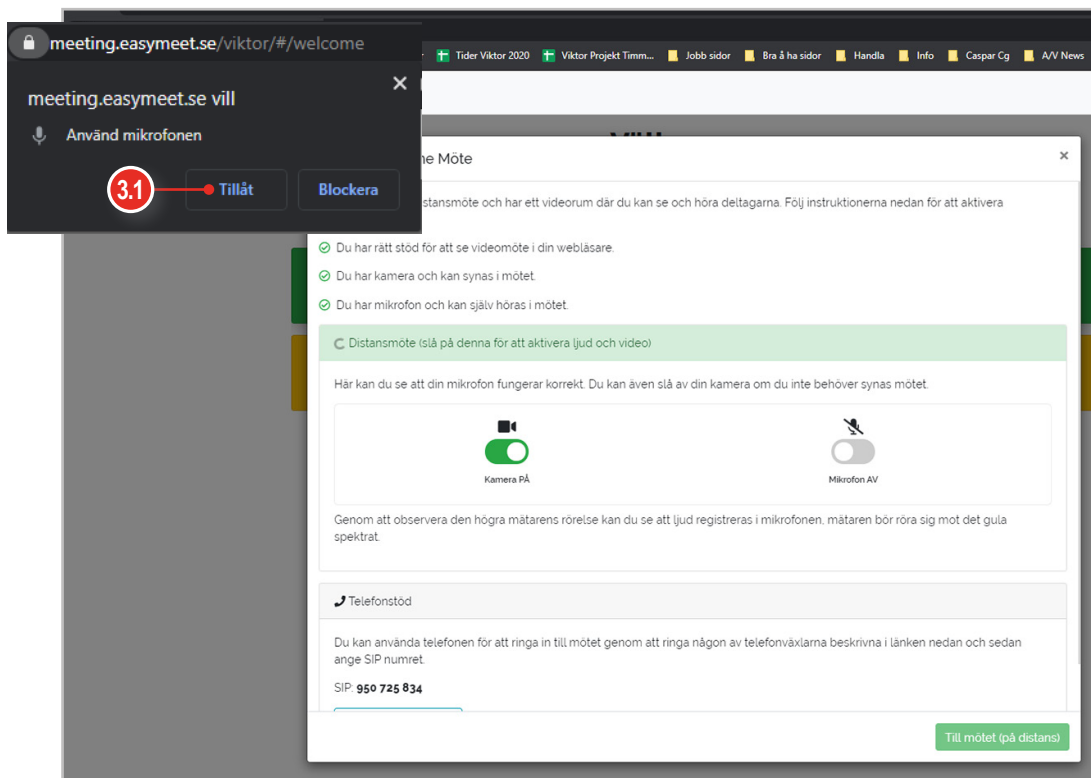 meeting.easymeet.se/viktor/#/welcome
Tider Viktor 2020
Viktor Projekt Timm...
Jobb sidor
Bra å ha sidor
Handla
Info
Caspar Cg
A/V News
meeting.easymeet.se vill
Använd mikrofonen
3.1
Tillåt
Blockera
ne Möte
stansmöte och har ett videorum där du kan se och höra deltagarna. Följ instruktionerna nedan för att aktivera
Du har rätt stöd för att se videomöte i din webläsare.
Du har kamera och kan synas i mötet.
Du har mikrofon och kan själv höras i mötet.
Distansmöte (slå på denna för att aktivera ljud och video)
Här kan du se att din mikrofon fungerar korrekt. Du kan även slå av din kamera om du inte behöver synas mötet.
Kamera PÅ
Mikrofon AV
Genom att observera den högra mätarens rörelse kan du se att ljud registreras i mikrofonen, mätaren bör röra sig mot det gula
spektrat.
Telefonstöd
Du kan använda telefonen för att ringa in till mötet genom att ringa någon av telefonväxlarna beskrivna i länken nedan och sedan
ange SIP numret.
SIP: 950 725 834
Till mötet (på distans)